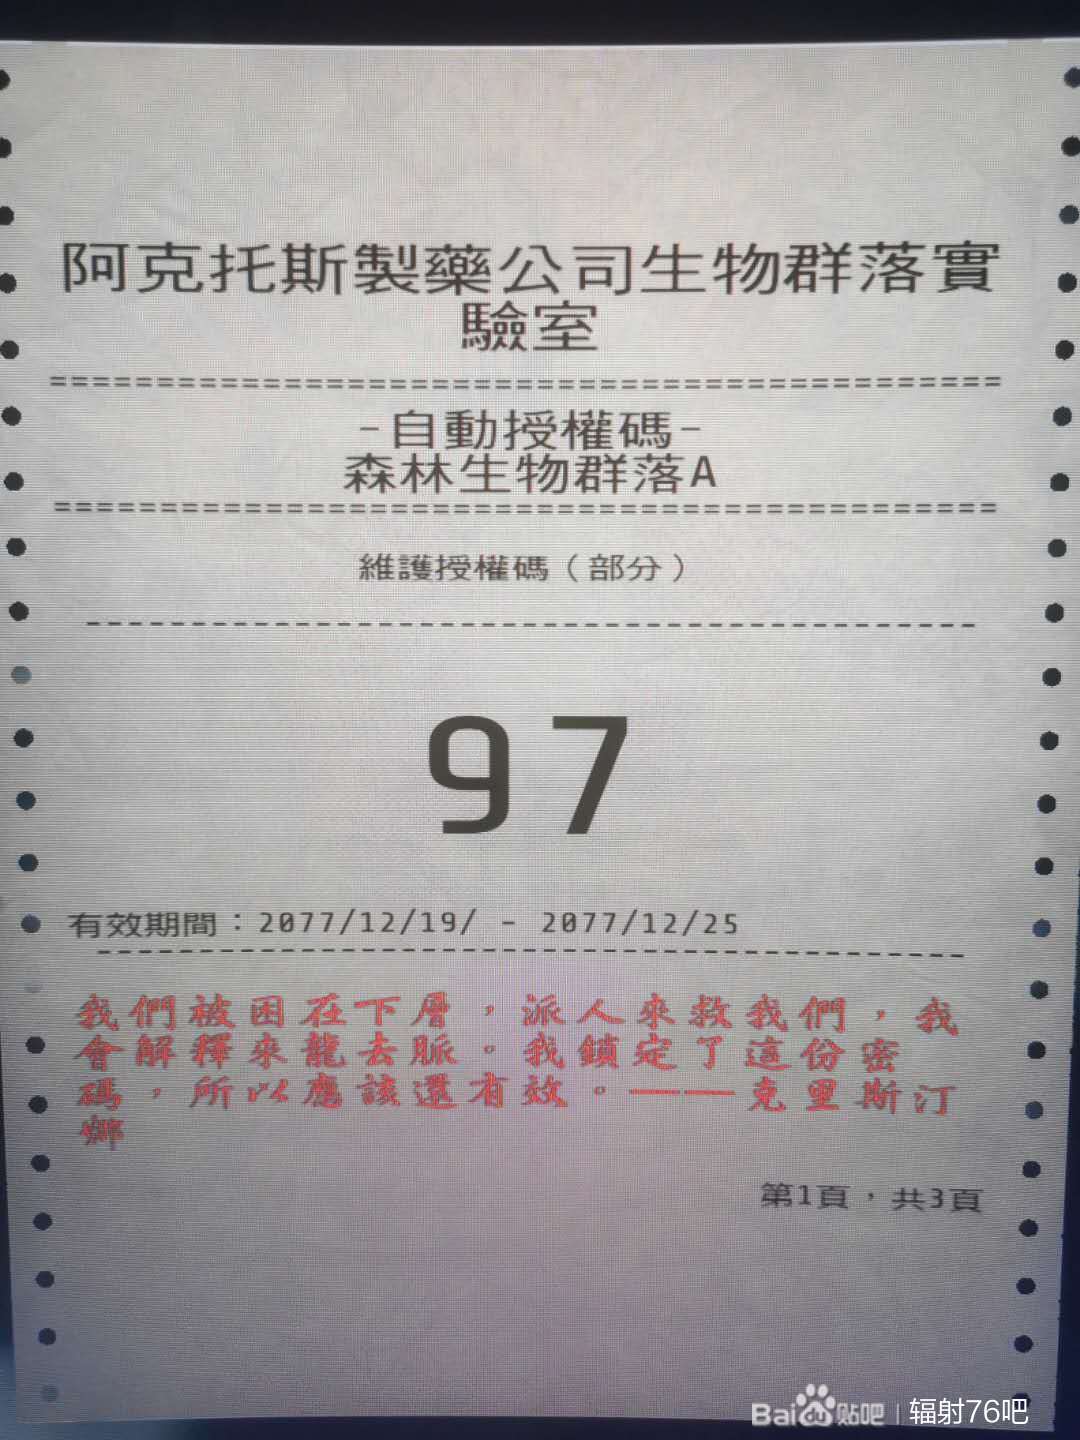 阿克托斯製藥公司生物群落實
驗室
=============================================
-自動授權碼-
森林生物群落A
=============================================
維護授權碼（部分）
------------------------------------------
97
有效期間：2077/12/19/ - 2077/12/25
------------------------------------------
我們被困在下層，派人來救我們，我
會解釋來龍去脈。我鎖定了這份密
碼，所以應該還有效。——克里斯汀
娜
第1頁，共3頁
Bai du 贴吧 | 辐射76吧